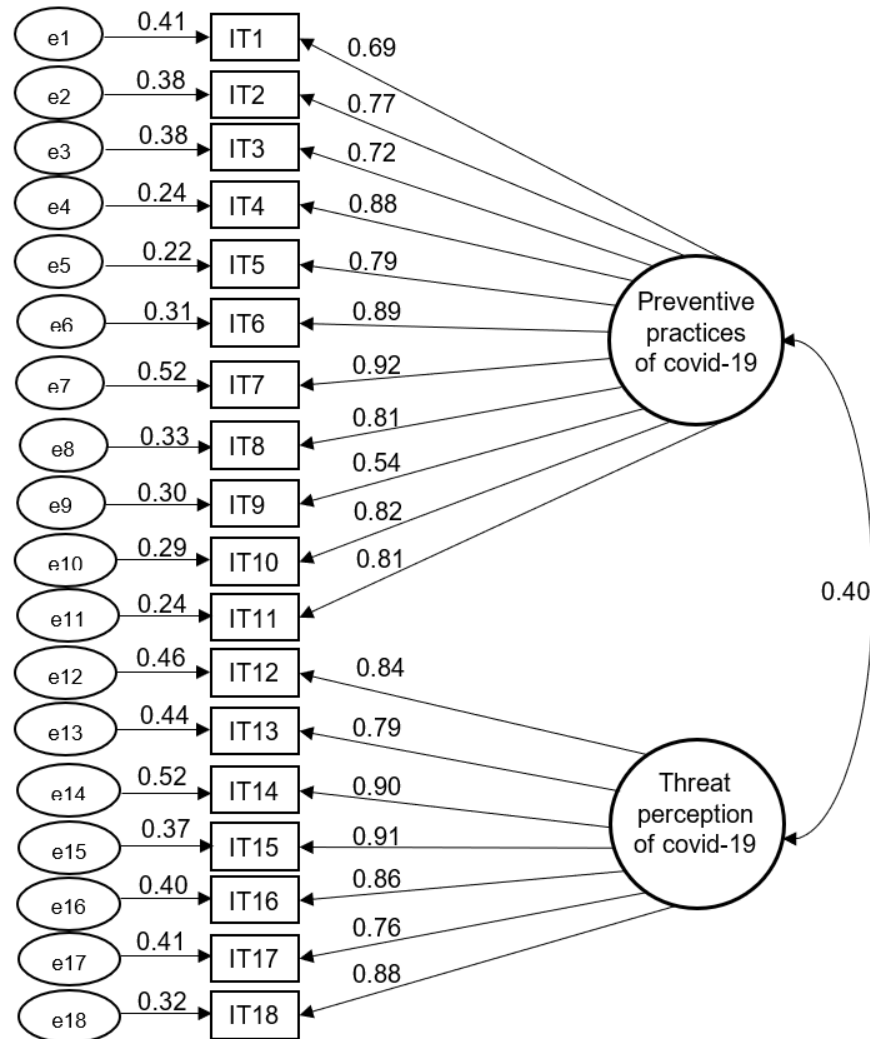 e1 0.41 IT1 0.69
e2 0.38 IT2 0.77
e3 0.38 IT3 0.72
e4 0.24 IT4 0.88
e5 0.22 IT5 0.79
e6 0.31 IT6 0.89
e7 0.52 IT7 0.92
e8 0.33 IT8 0.81
e9 0.30 IT9 0.54
e10 0.29 IT10 0.82
e11 0.24 IT11 0.81
Preventive
practices
of covid-19
0.40
e12 0.46 IT12 0.84
e13 0.44 IT13 0.79
e14 0.52 IT14 0.90
e15 0.37 IT15 0.91
e16 0.40 IT16 0.86
e17 0.41 IT17 0.76
e18 0.32 IT18 0.88
Threat
perception
of covid-19